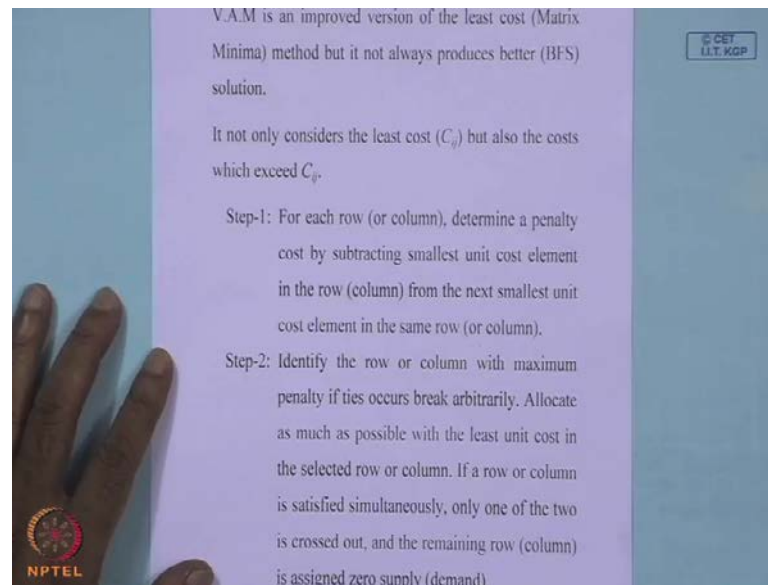 V.A.M is an improved version of the least cost (Matrix
Minima) method but it not always produces better (BFS)
solution.
It not only considers the least cost (C_ij) but also the costs
which exceed C_ij.
Step-1: For each row (or column), determine a penalty
cost by subtracting smallest unit cost element
in the row (column) from the next smallest unit
cost element in the same row (or column).
Step-2: Identify the row or column with maximum
penalty if ties occurs break arbitrarily. Allocate
as much as possible with the least unit cost in
the selected row or column. If a row or column
is satisfied simultaneously, only one of the two
is crossed out, and the remaining row (column)
is assigned zero supply (demand)
© CET
I.I.T. KGP
NPTEL